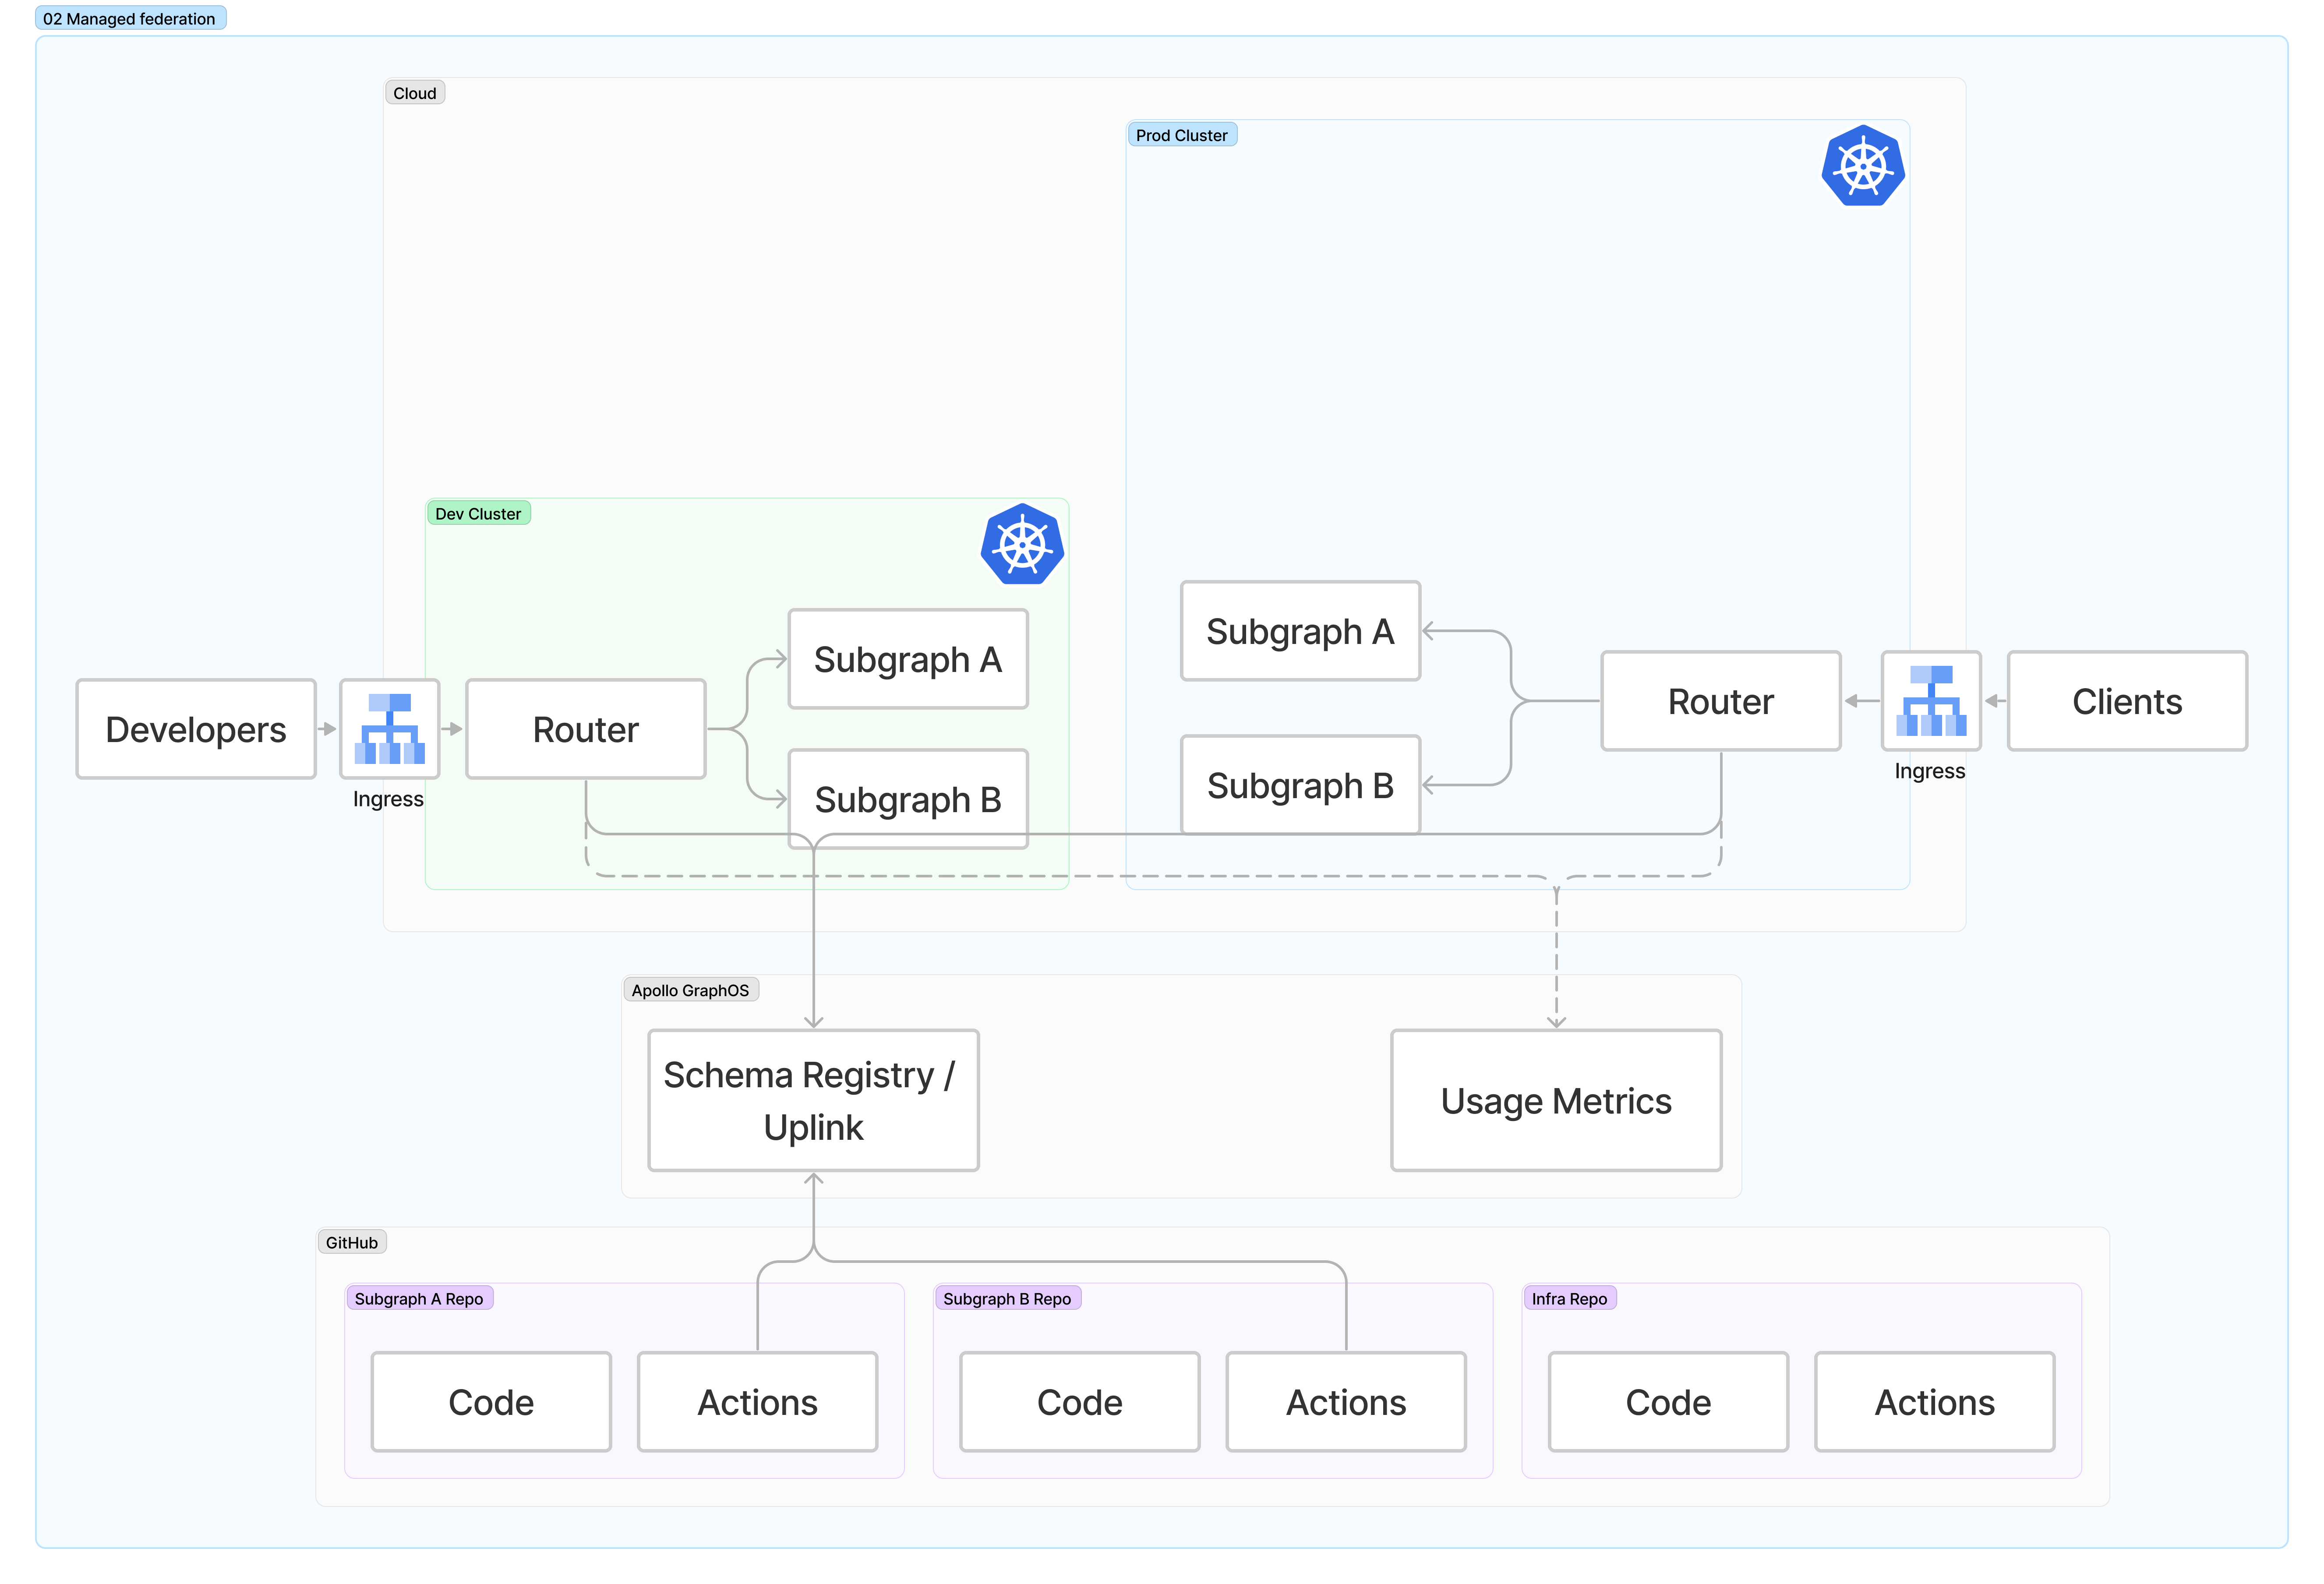 02 Managed federation
Cloud
Prod Cluster
Dev Cluster
Subgraph A
Subgraph A
Developers
Router
Router
Clients
Ingress
Ingress
Subgraph B
Subgraph B
Apollo GraphOS
Schema Registry /
Uplink
Usage Metrics
GitHub
Subgraph A Repo
Subgraph B Repo
Infra Repo
Code
Actions
Code
Actions
Code
Actions